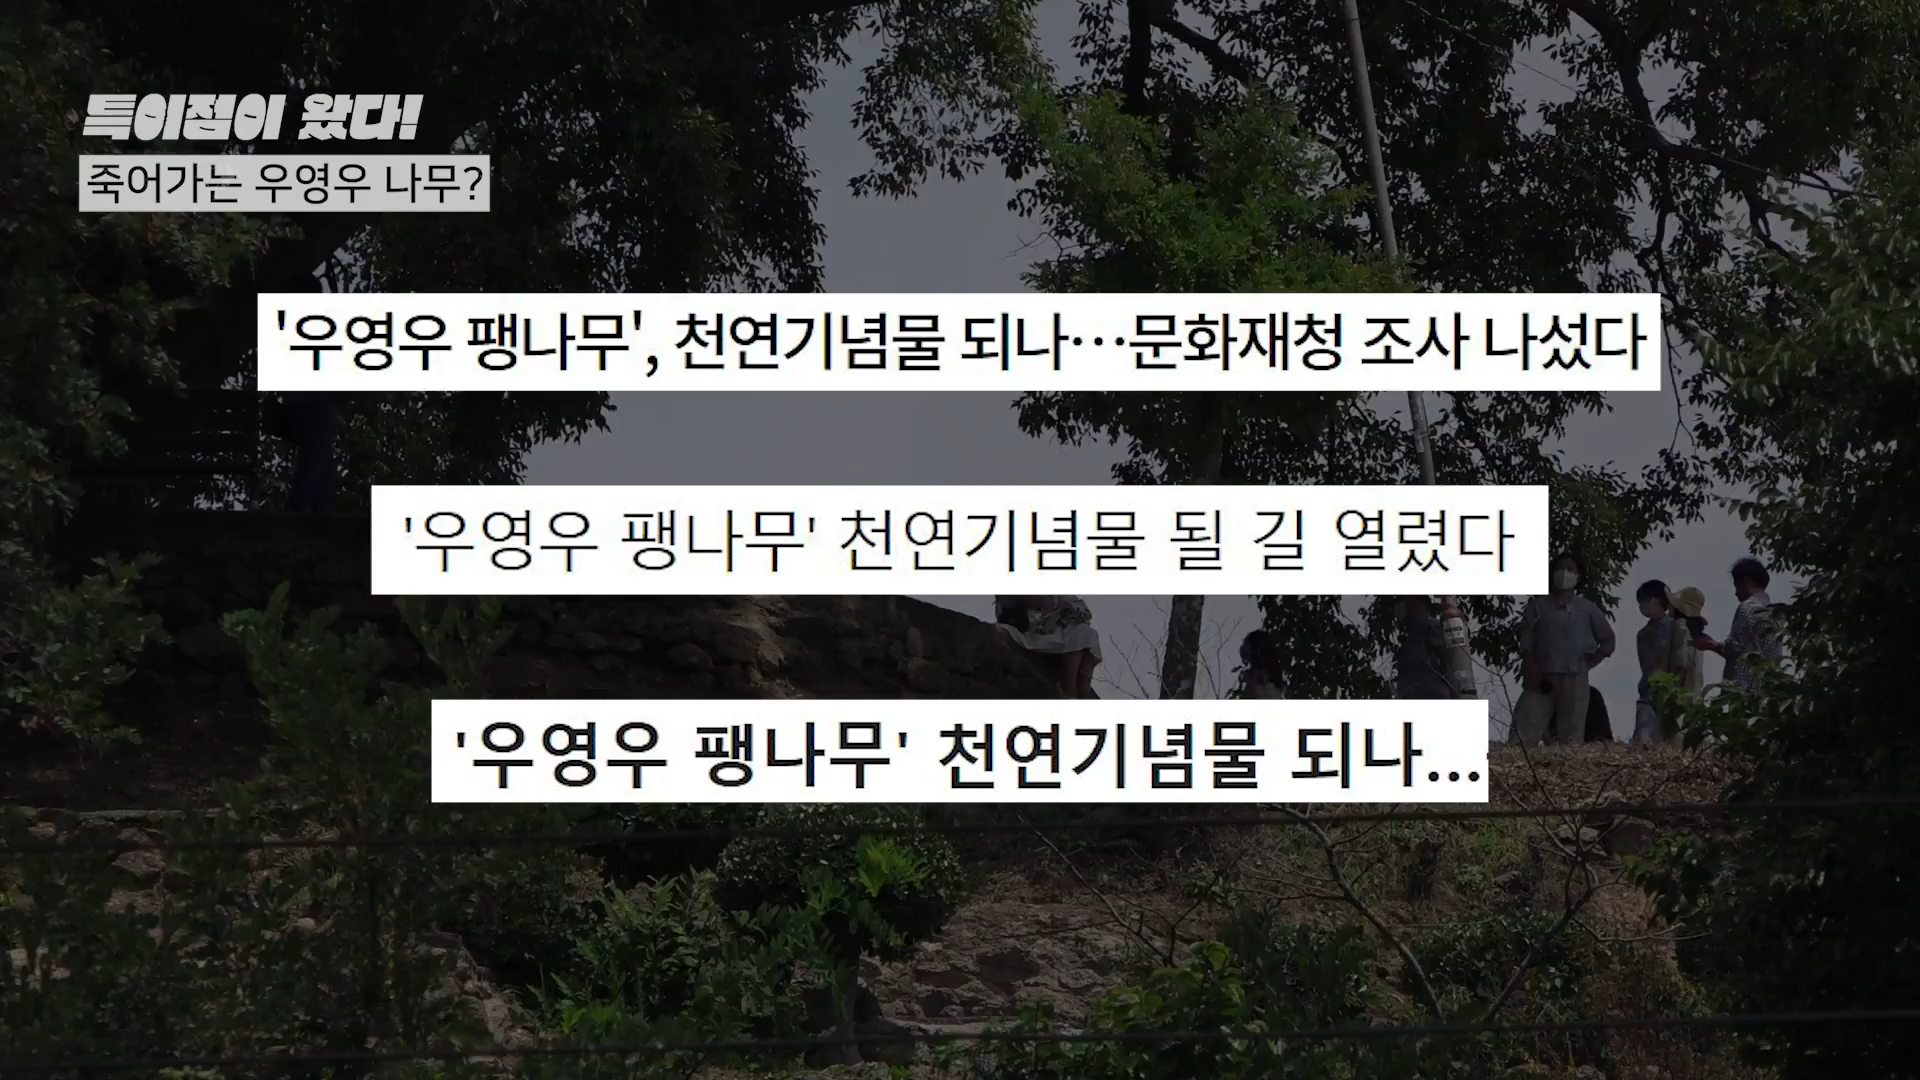 특이점이 왔다!
죽어가는 우영우 나무?
'우영우 팽나무', 천연기념물 되나…문화재청 조사 나섰다
'우영우 팽나무' 천연기념물 될 길 열렸다
'우영우 팽나무' 천연기념물 되나...